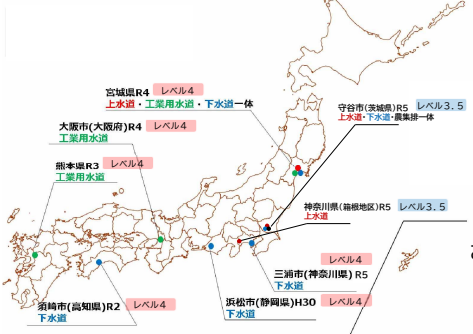 宮城県R4 レベル4
上水道・工業用水道・下水道一体
守谷市(茨城県)R5 レベル3.5
上水道・下水道・農集排一体
大阪市(大阪府)R4 レベル4
工業用水道
熊本県R3 レベル4
工業用水道
神奈川県(箱根地区)R5 レベル3.5
上水道
レベル4
三浦市(神奈川県) R5
下水道
須崎市(高知県)R2 レベル4
下水道
浜松市(静岡県)H30 レベル4
下水道